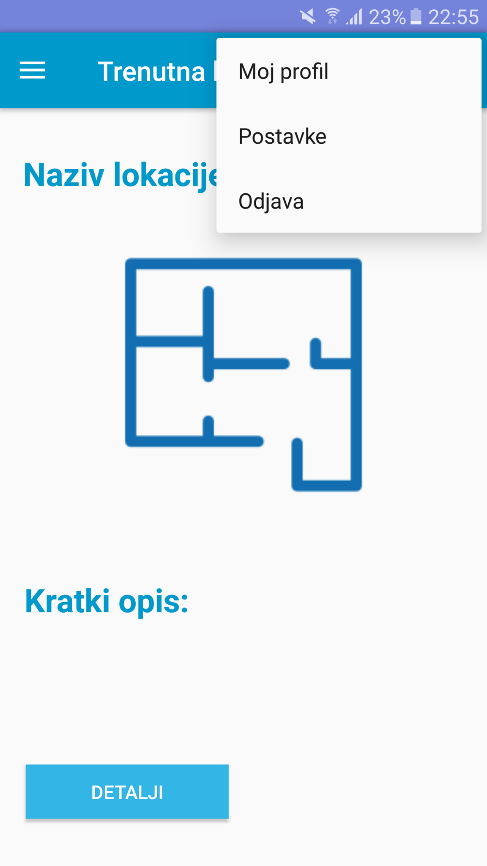 23% 22:55
Trenutna
Moj profil
Postavke
Odjava
Naziv lokacije
Kratki opis:
DETALJI